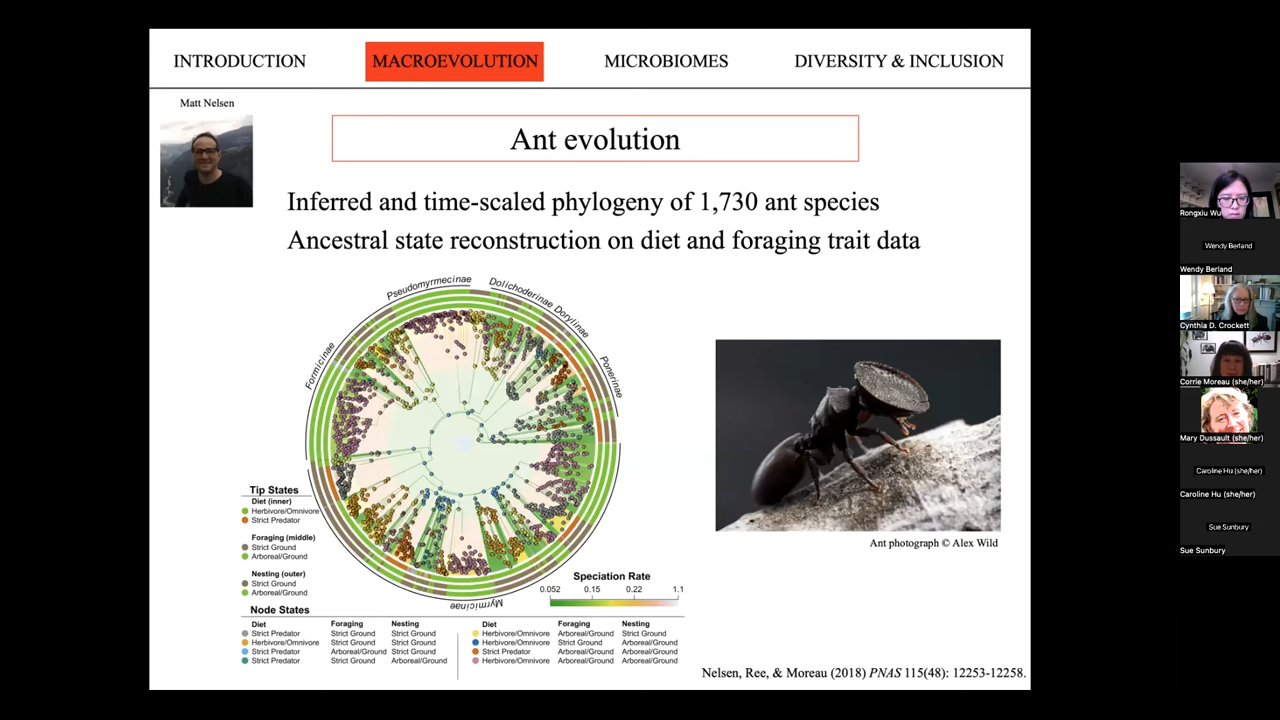 INTRODUCTION MACROEVOLUTION MICROBIOMES DIVERSITY & INCLUSION
Matt Nelsen
Ant evolution
Inferred and time-scaled phylogeny of 1,730 ant species
Ancestral state reconstruction on diet and foraging trait data
Pseudomyrmecinae
Dolichoderinae
Dorylinae
Ponerinae
Formicinae
Myrmicinae
Tip States
Diet (inner)
Herbivore/Omnivore
Strict Predator
Foraging (middle)
Strict Ground
Arboreal/Ground
Nesting (outer)
Strict Ground
Arboreal/Ground
Speciation Rate
0.052 0.15 0.22 1.1
Node States
Diet Foraging Nesting
Strict Predator Strict Ground Strict Ground
Herbivore/Omnivore Strict Ground Strict Ground
Strict Predator Arboreal/Ground Strict Ground
Strict Predator Strict Ground Arboreal/Ground
Diet Foraging Nesting
Herbivore/Omnivore Arboreal/Ground Strict Ground
Herbivore/Omnivore Strict Ground Arboreal/Ground
Strict Predator Arboreal/Ground Arboreal/Ground
Herbivore/Omnivore Arboreal/Ground Arboreal/Ground
Ant photograph © Alex Wild
Nelsen, Ree, & Moreau (2018) PNAS 115(48): 12253-12258.
Rongxiu Wu
Wendy Berland
Wendy Berland
Cynthia D. Crockett
Corrie Moreau (she/her)
Mary Dussault (she/her)
Caroline Hu (she/her)
Caroline Hu (she/her)
Sue Sunbury
Sue Sunbury